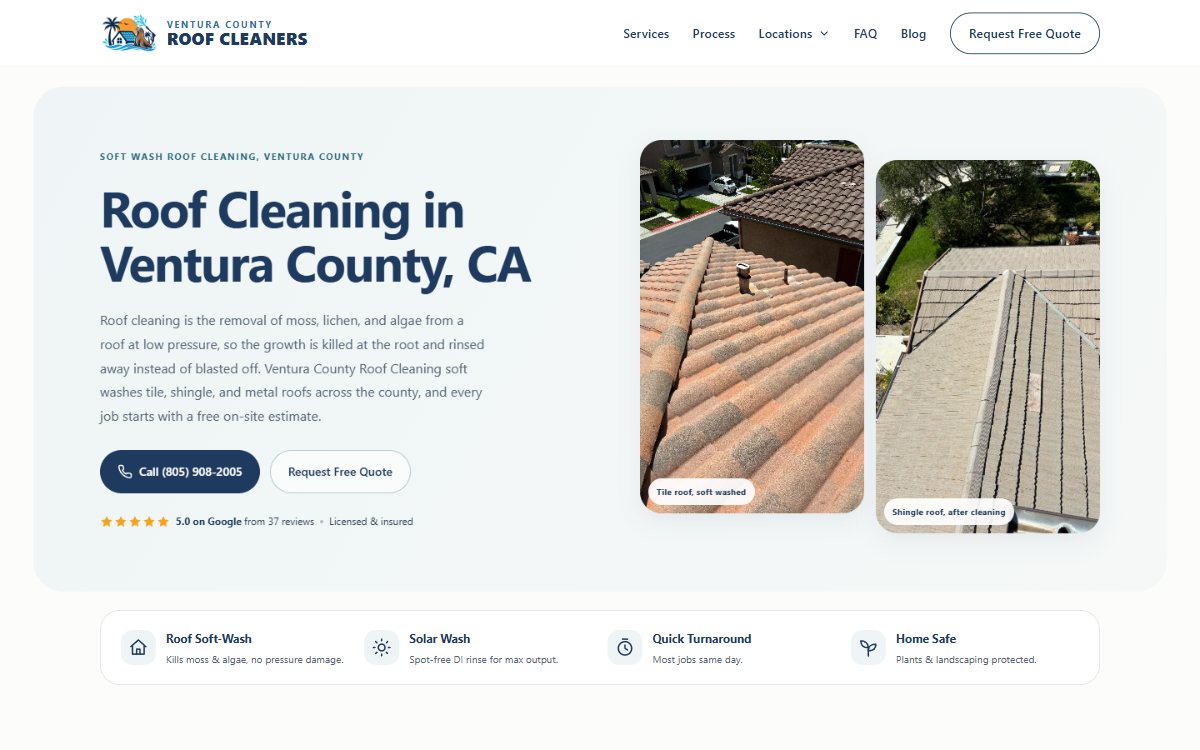 VENTURA COUNTY
ROOF CLEANERS
Services
Process
Locations
FAQ
Blog
Request Free Quote
SOFT WASH ROOF CLEANING, VENTURA COUNTY
Roof Cleaning in
Ventura County, CA
Roof cleaning is the removal of moss, lichen, and algae from a
roof at low pressure, so the growth is killed at the root and rinsed
away instead of blasted off. Ventura County Roof Cleaning soft
washes tile, shingle, and metal roofs across the county, and every
job starts with a free on-site estimate.
Call (805) 908-2005
Request Free Quote
5.0 on Google from 37 reviews • Licensed & insured
Tile roof, soft washed
Shingle roof, after cleaning
Roof Soft-Wash
Kills moss & algae, no pressure damage.
Solar Wash
Spot-free DI rinse for max output.
Quick Turnaround
Most jobs same day.
Home Safe
Plants & landscaping protected.